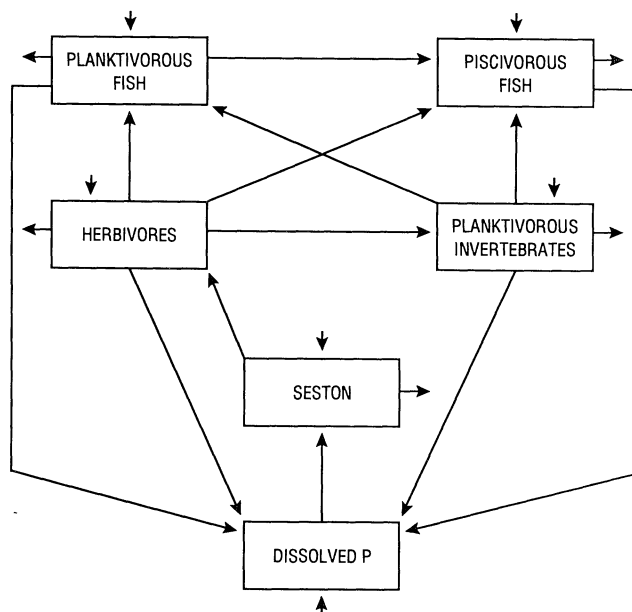 PLANKTIVOROUS
FISH
PISCIVOROUS
FISH
HERBIVORES
PLANKTIVOROUS
INVERTEBRATES
SESTON
DISSOLVED P